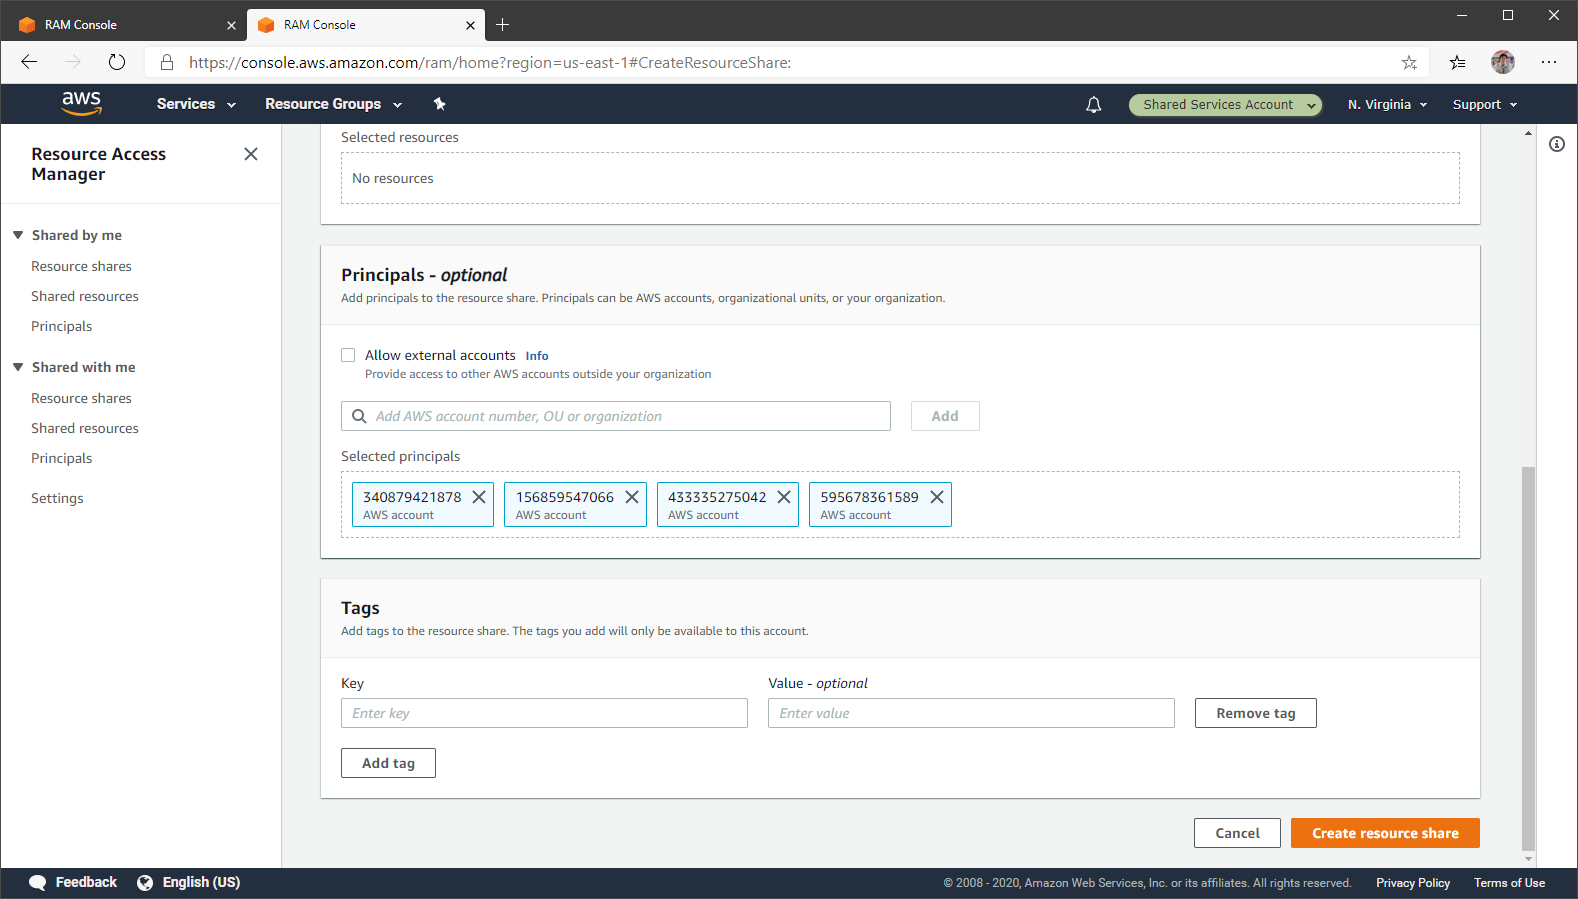 RAM Console
RAM Console
https://console.aws.amazon.com/ram/home?region=us-east-1#CreateResourceShare:
aws
Services
Resource Groups
Shared Services Account
N. Virginia
Support
Resource Access
Manager
Shared by me
Resource shares
Shared resources
Principals
Shared with me
Resource shares
Shared resources
Principals
Settings
Selected resources
No resources
Principals - optional
Add principals to the resource share. Principals can be AWS accounts, organizational units, or your organization.
Allow external accounts Info
Provide access to other AWS accounts outside your organization
Add AWS account number, OU or organization
Add
Selected principals
340879421878
AWS account
156859547066
AWS account
433335275042
AWS account
595678361589
AWS account
Tags
Add tags to the resource share. The tags you add will only be available to this account.
Key
Value - optional
Enter key
Enter value
Remove tag
Add tag
Cancel
Create resource share
Feedback
English (US)
© 2008 - 2020, Amazon Web Services, Inc. or its affiliates. All rights reserved.
Privacy Policy
Terms of Use